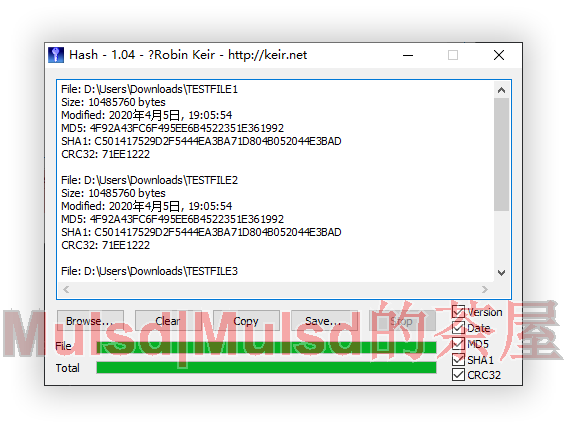 Hash - 1.04 - ?Robin Keir - http://keir.net
File: D:\Users\Downloads\TESTFILE1
Size: 10485760 bytes
Modified: 2020年4月5日, 19:05:54
MD5: 4F92A43FC6F495EE6B4522351E361992
SHA1: C501417529D2F5444EA3BA71D804B052044E3BAD
CRC32: 71EE1222
File: D:\Users\Downloads\TESTFILE2
Size: 10485760 bytes
Modified: 2020年4月5日, 19:05:54
MD5: 4F92A43FC6F495EE6B4522351E361992
SHA1: C501417529D2F5444EA3BA71D804B052044E3BAD
CRC32: 71EE1222
File: D:\Users\Downloads\TESTFILE3
Browse... Clear Copy Save... Stop
Version
Date
MD5
SHA1
CRC32
File
Total
Mulsd|Mulsd的茶屋